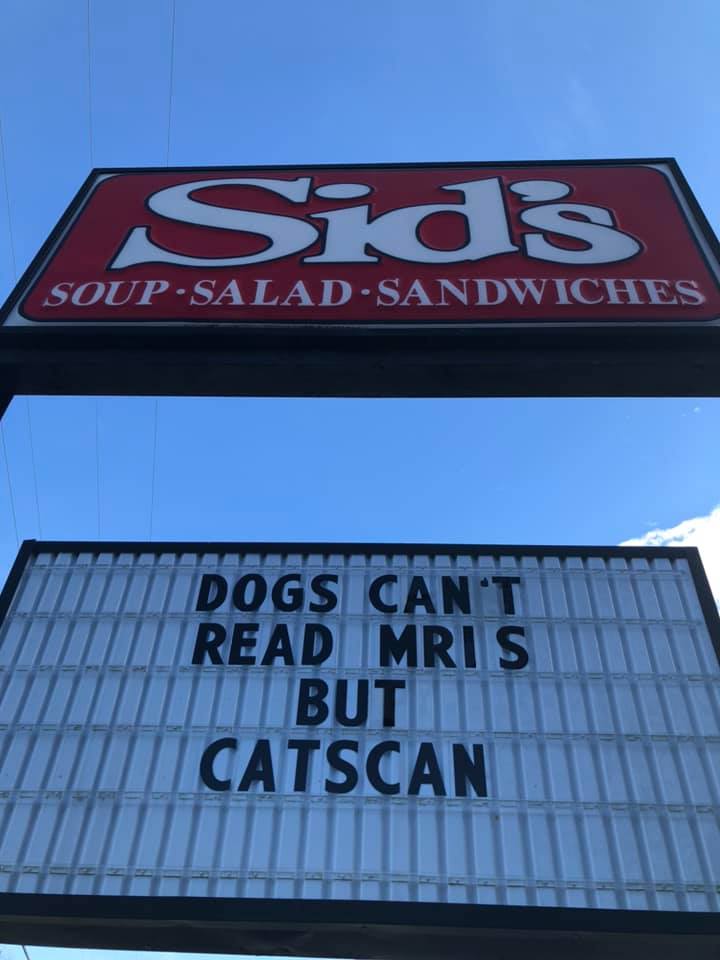 Sid's
SOUP·SALAD·SANDWICHES
DOGS CAN'T
READ MRI S
BUT
CATSCAN